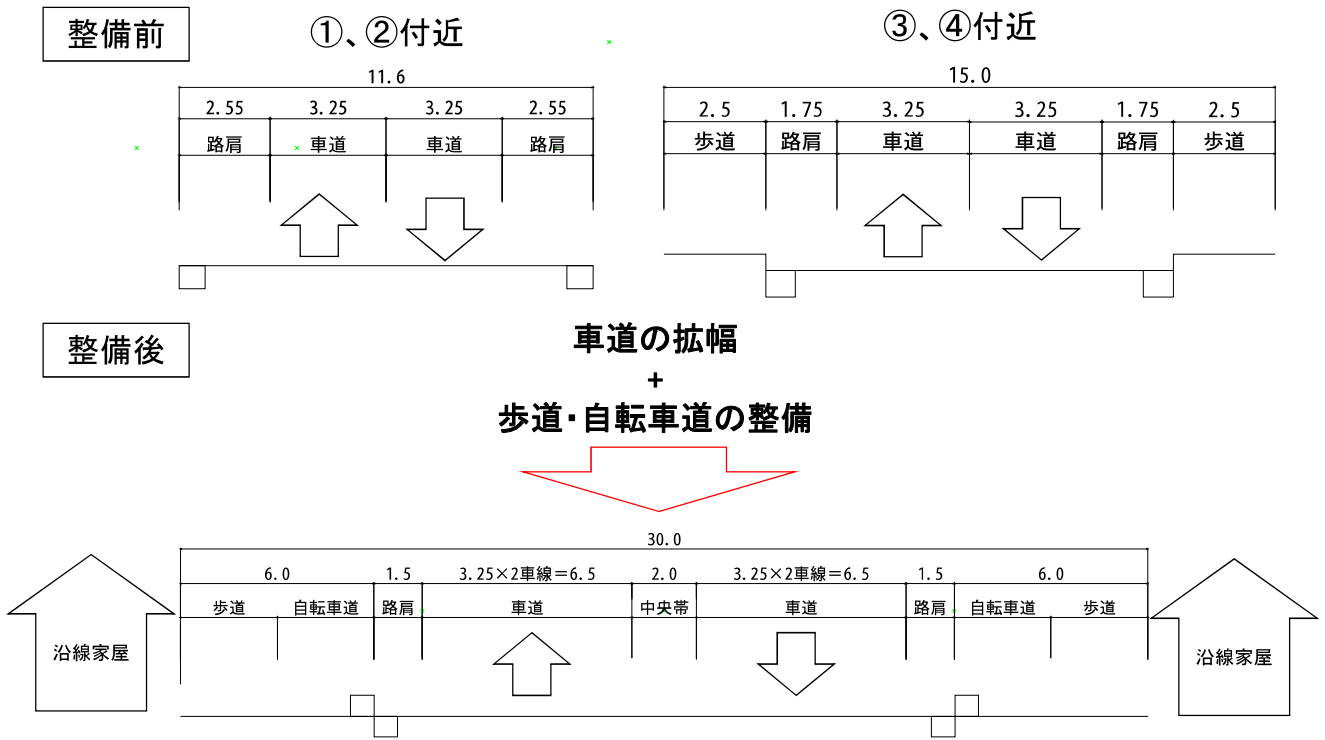 整備前
①、②付近
11.6
2.55 3.25 3.25 2.55
路肩 車道 車道 路肩
③、④付近
15.0
2.5 1.75 3.25 3.25 1.75 2.5
歩道 路肩 車道 車道 路肩 歩道
整備後
車道の拡幅
+
歩道・自転車道の整備
30.0
6.0 1.5 3.25×2車線=6.5 2.0 3.25×2車線=6.5 1.5 6.0
歩道 自転車道 路肩 車道 中央帯 車道 路肩 自転車道 歩道
沿線家屋
沿線家屋